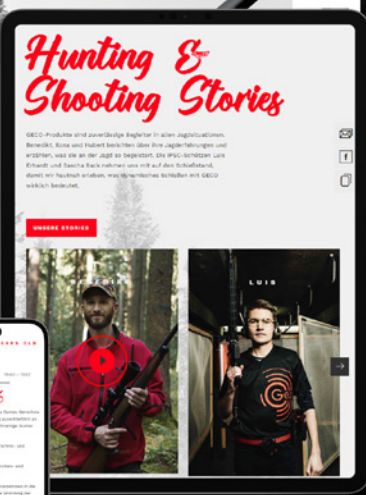 Hunting &
Shooting Stories
GECO-Produkte sind zuverlässige Begleiter in allen Jagdsituationen.
Benedikt, Ilona und Hubert berichten über ihre Jagderfahrungen und
erzählen, was sie an der Jagd so begeistert. Die IPSC-Schützen Luis
Erhardt und Sascha Back nehmen uns mit auf den Schießstand,
damit wir hautnah erleben, was dynamisches Schießen mit GECO
wirklich bedeutet.
UNSERE STORIES
BENEDIKT
LUIS